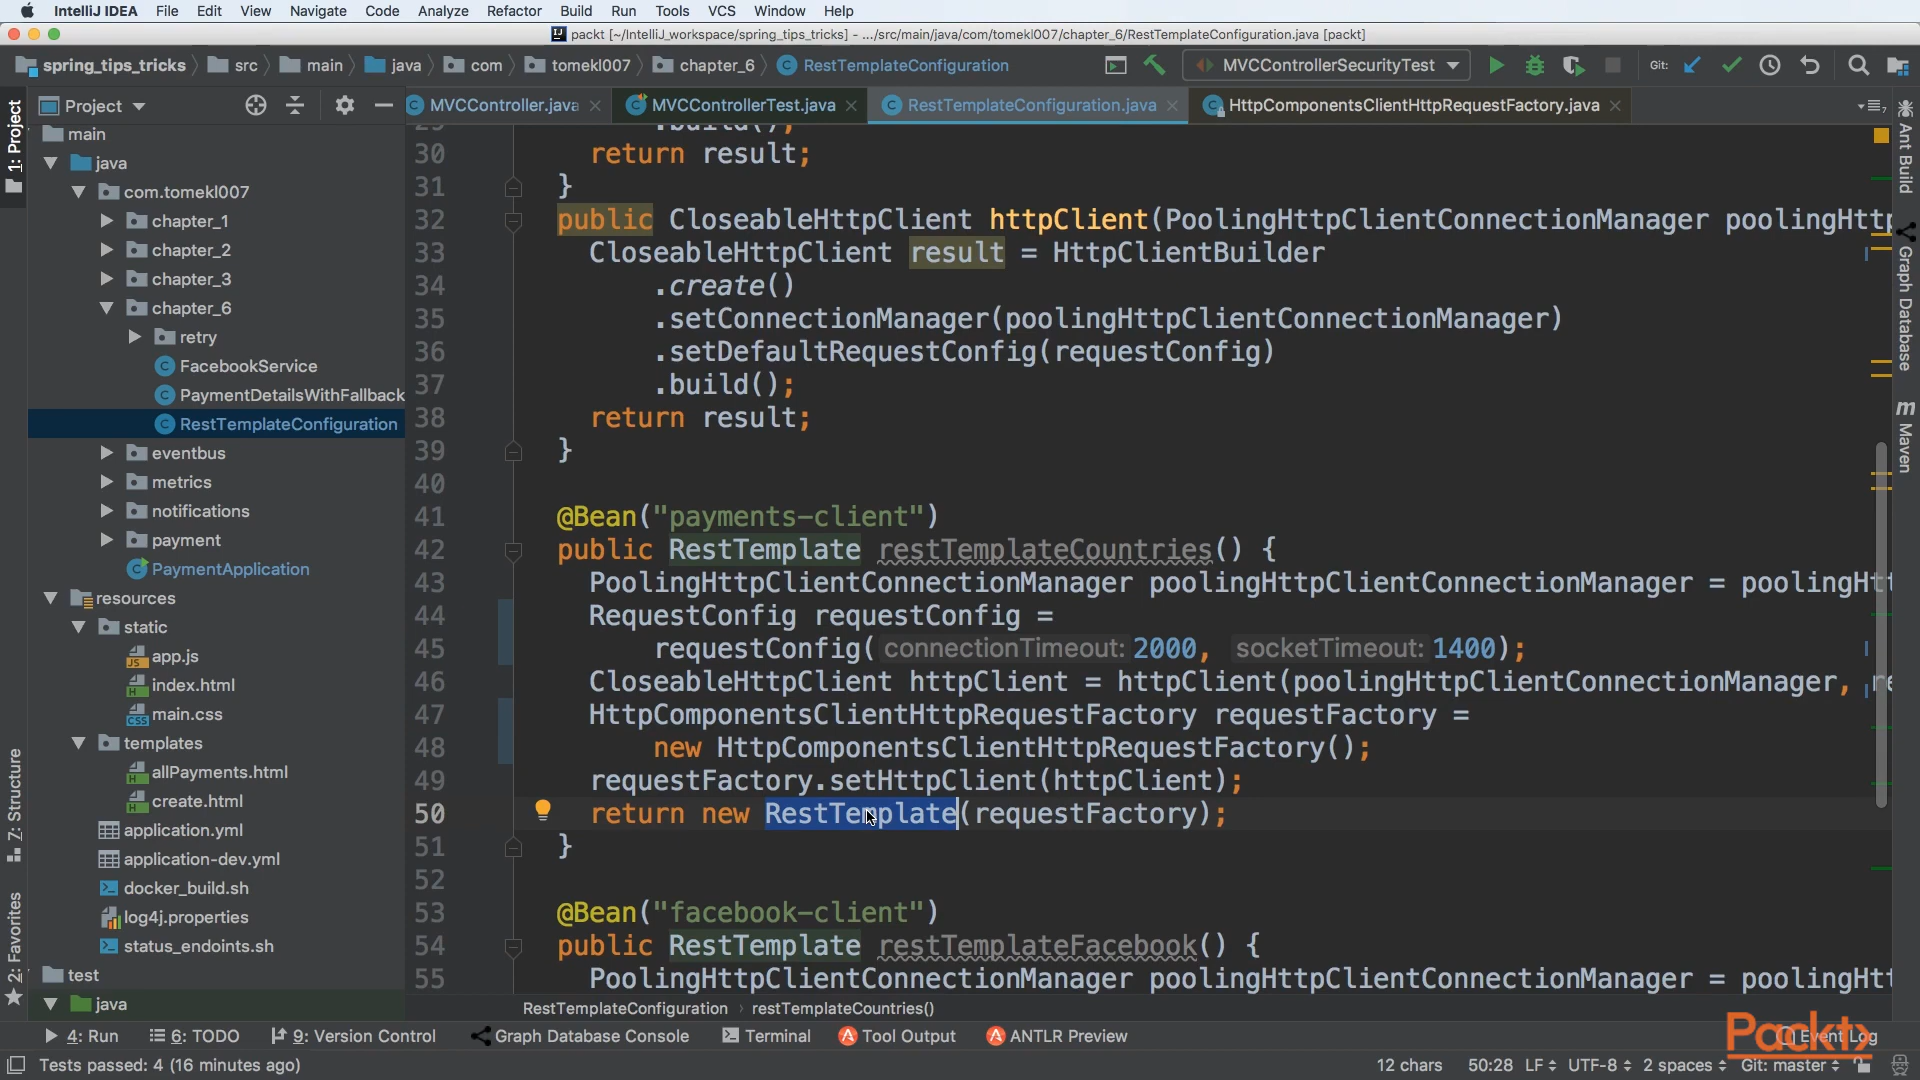 IntelliJ IDEA File Edit View Navigate Code Analyze Refactor Build Run Tools VCS Window Help
packt [~/IntelliJ_workspace/spring_tips_tricks] - .../src/main/java/com/tomekl007/chapter_6/RestTemplateConfiguration.java [packt]
spring_tips_tricks src main java com tomekl007 chapter_6 RestTemplateConfiguration MVCControllerSecurityTest Git:
Project MVCController.java MVCControllerTest.java RestTemplateConfiguration.java HttpComponentsClientHttpRequestFactory.java
1: Project
Z: Structure
2: Favorites
main
java
com.tomekl007
chapter_1
chapter_2
chapter_3
chapter_6
retry
FacebookService
PaymentDetailsWithFallback
RestTemplateConfiguration
eventbus
metrics
notifications
payment
PaymentApplication
resources
static
app.js
index.html
main.css
templates
allPayments.html
create.html
application.yml
application-dev.yml
docker_build.sh
log4j.properties
status_endoints.sh
test
java
29 .build();
30 return result;
31 }
32 public CloseableHttpClient httpClient(PoolingHttpClientConnectionManager poolingHttp
33 CloseableHttpClient result = HttpClientBuilder
34 .create()
35 .setConnectionManager(poolingHttpClientConnectionManager)
36 .setDefaultRequestConfig(requestConfig)
37 .build();
38 return result;
39 }
40
41 @Bean("payments-client")
42 public RestTemplate restTemplateCountries() {
43 PoolingHttpClientConnectionManager poolingHttpClientConnectionManager = poolingHtt
44 RequestConfig requestConfig =
45 requestConfig( connectionTimeout: 2000, socketTimeout: 1400);
46 CloseableHttpClient httpClient = httpClient(poolingHttpClientConnectionManager, re
47 HttpComponentsClientHttpRequestFactory requestFactory =
48 new HttpComponentsClientHttpRequestFactory();
49 requestFactory.setHttpClient(httpClient);
50 return new RestTemplate(requestFactory);
51 }
52
53 @Bean("facebook-client")
54 public RestTemplate restTemplateFacebook() {
55 PoolingHttpClientConnectionManager poolingHttpClientConnectionManager = poolingHtt
RestTemplateConfiguration › restTemplateCountries()
Ant Build
Graph Database
Maven
4: Run 6: TODO 9: Version Control Graph Database Console Terminal Tool Output ANTLR Preview Event Log
Packt>
Tests passed: 4 (16 minutes ago) 12 chars 50:28 LF UTF-8 2 spaces Git: master